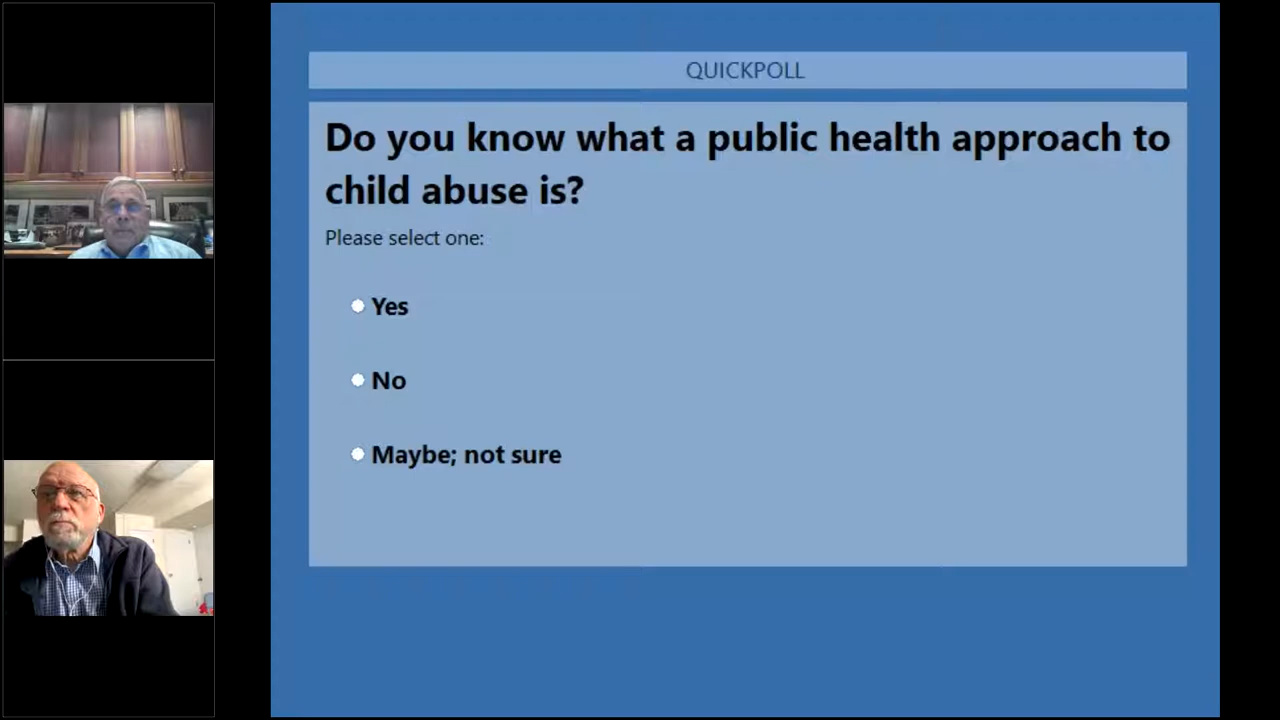 QUICKPOLL
Do you know what a public health approach to
child abuse is?
Please select one:
Yes
No
Maybe; not sure